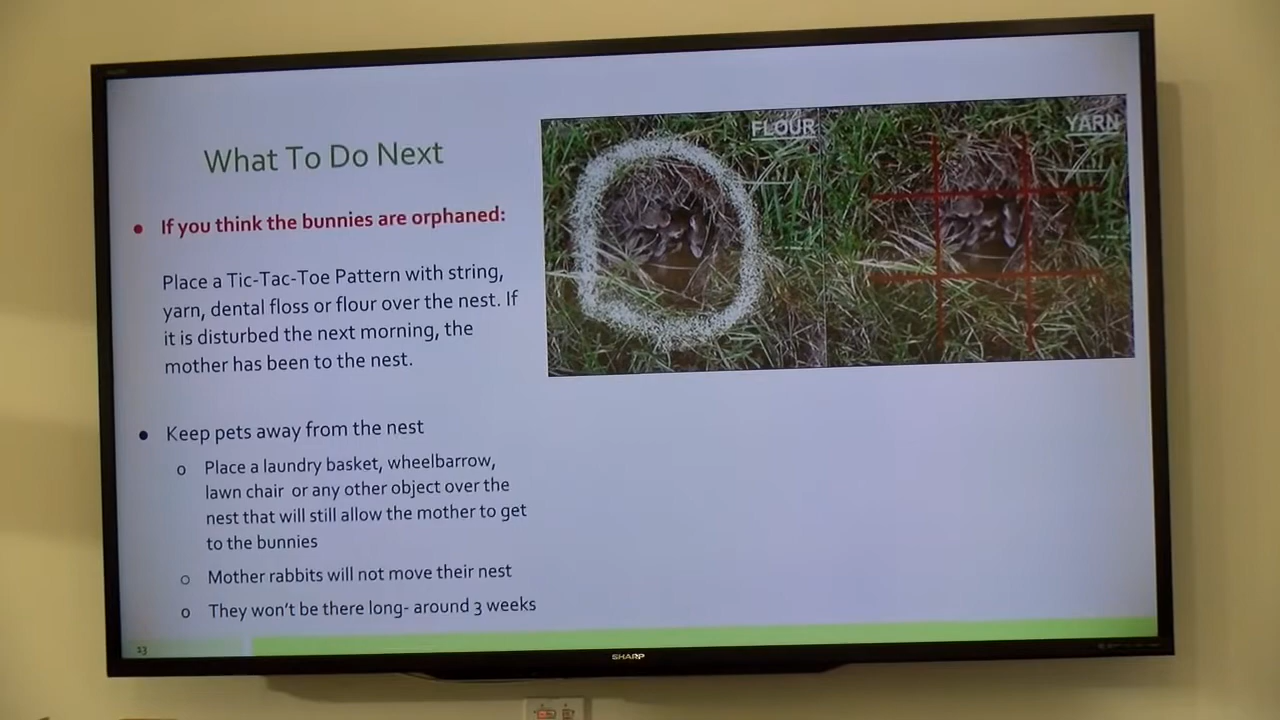 What To Do Next
• If you think the bunnies are orphaned:
Place a Tic-Tac-Toe Pattern with string,
yarn, dental floss or flour over the nest. If
it is disturbed the next morning, the
mother has been to the nest.
• Keep pets away from the nest
o Place a laundry basket, wheelbarrow,
lawn chair or any other object over the
nest that will still allow the mother to get
to the bunnies
o Mother rabbits will not move their nest
o They won't be there long- around 3 weeks
FLOUR
YARN
13
SHARP